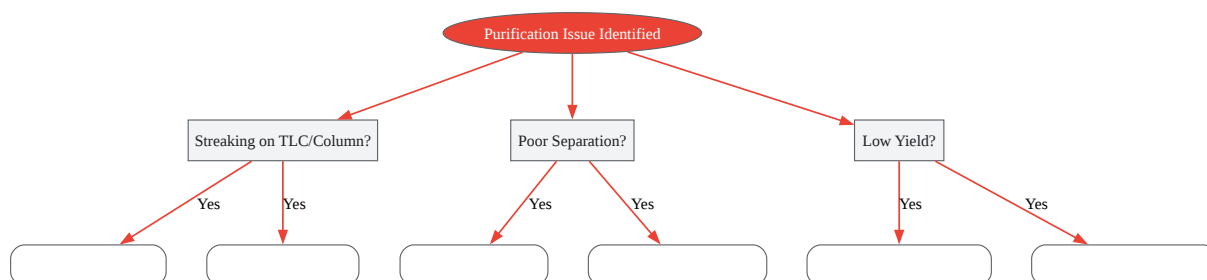 Purification Issue Identified
Streaking on TLC/Column?
Poor Separation?
Low Yield?
Yes
Yes
Yes
Yes
Yes
Yes